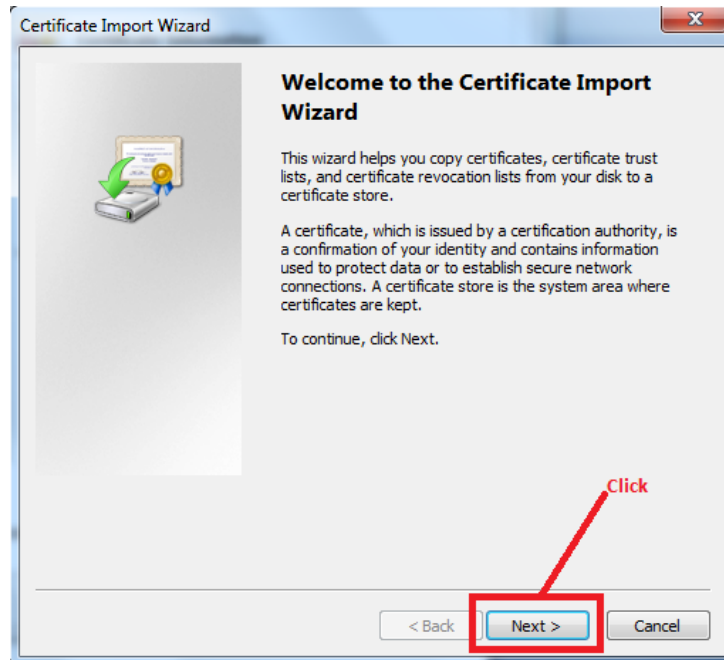 Certificate Import Wizard
Welcome to the Certificate Import
Wizard
This wizard helps you copy certificates, certificate trust
lists, and certificate revocation lists from your disk to a
certificate store.
A certificate, which is issued by a certification authority, is
a confirmation of your identity and contains information
used to protect data or to establish secure network
connections. A certificate store is the system area where
certificates are kept.
To continue, click Next.
Click
< Back Next > Cancel